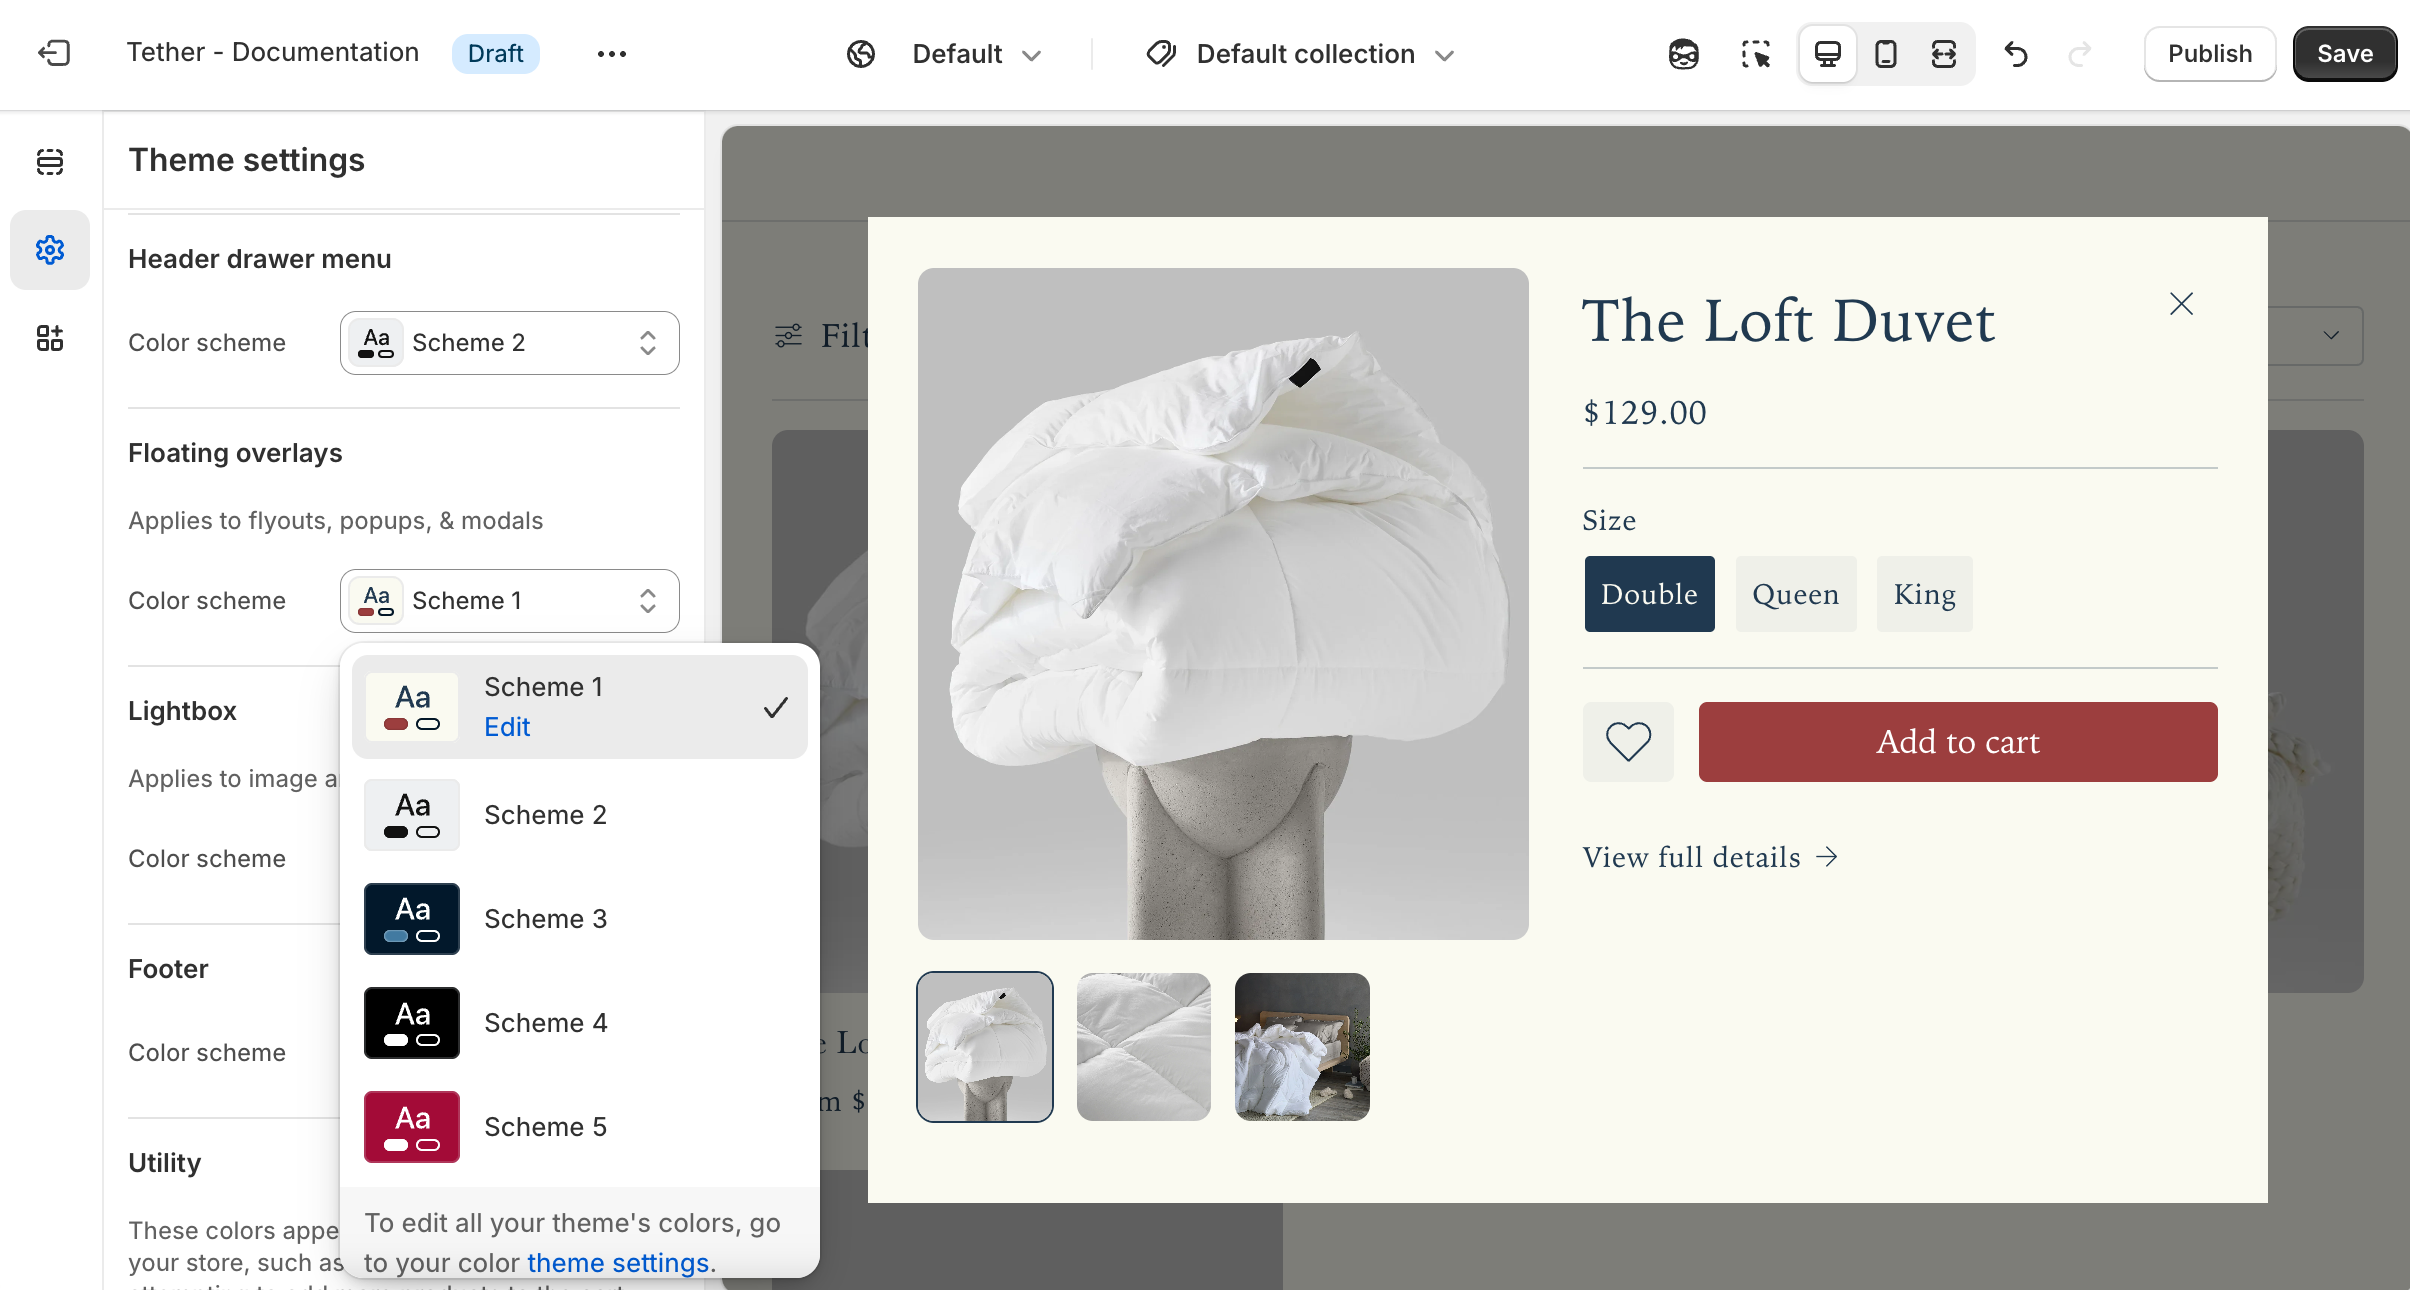 Tether - Documentation
Draft
Default
Default collection
Publish
Save
Theme settings
Header drawer menu
Color scheme
Aa
Scheme 2
Floating overlays
Applies to flyouts, popups, & modals
Color scheme
Aa
Scheme 1
Aa
Scheme 1
Edit
Aa
Scheme 2
Aa
Scheme 3
Aa
Scheme 4
Aa
Scheme 5
To edit all your theme's colors, go
to your color theme settings.
Lightbox
Applies to image
Color scheme
Footer
Color scheme
Utility
These colors appe
your store, such as
Filt
The Loft Duvet
$129.00
Size
Double
Queen
King
Add to cart
View full details
e Lo
m $